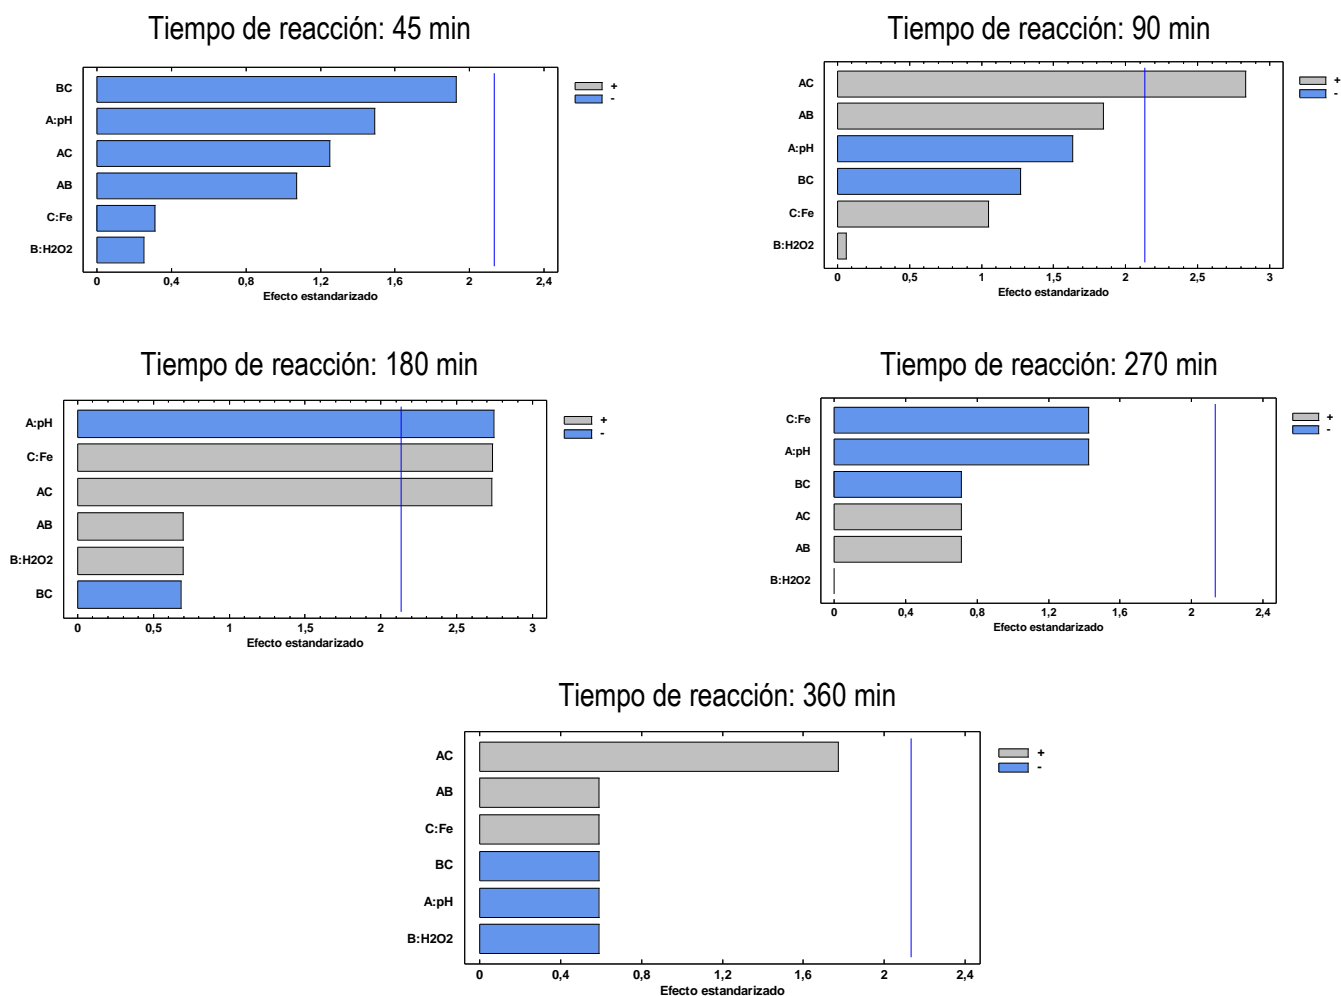 Tiempo de reacción: 45 min
BC
A:pH
AC
AB
C:Fe
B:H2O2
0 0,4 0,8 1,2 1,6 2 2,4
Efecto estandarizado
+
-
Tiempo de reacción: 90 min
AC
AB
A:pH
BC
C:Fe
B:H2O2
0 0,5 1 1,5 2 2,5 3
Efecto estandarizado
+
-
Tiempo de reacción: 180 min
A:pH
C:Fe
AC
AB
B:H2O2
BC
0 0,5 1 1,5 2 2,5 3
Efecto estandarizado
+
-
Tiempo de reacción: 270 min
C:Fe
A:pH
BC
AC
AB
B:H2O2
0 0,4 0,8 1,2 1,6 2 2,4
Efecto estandarizado
+
-
Tiempo de reacción: 360 min
AC
AB
C:Fe
BC
A:pH
B:H2O2
0 0,4 0,8 1,2 1,6 2 2,4
Efecto estandarizado
+
-